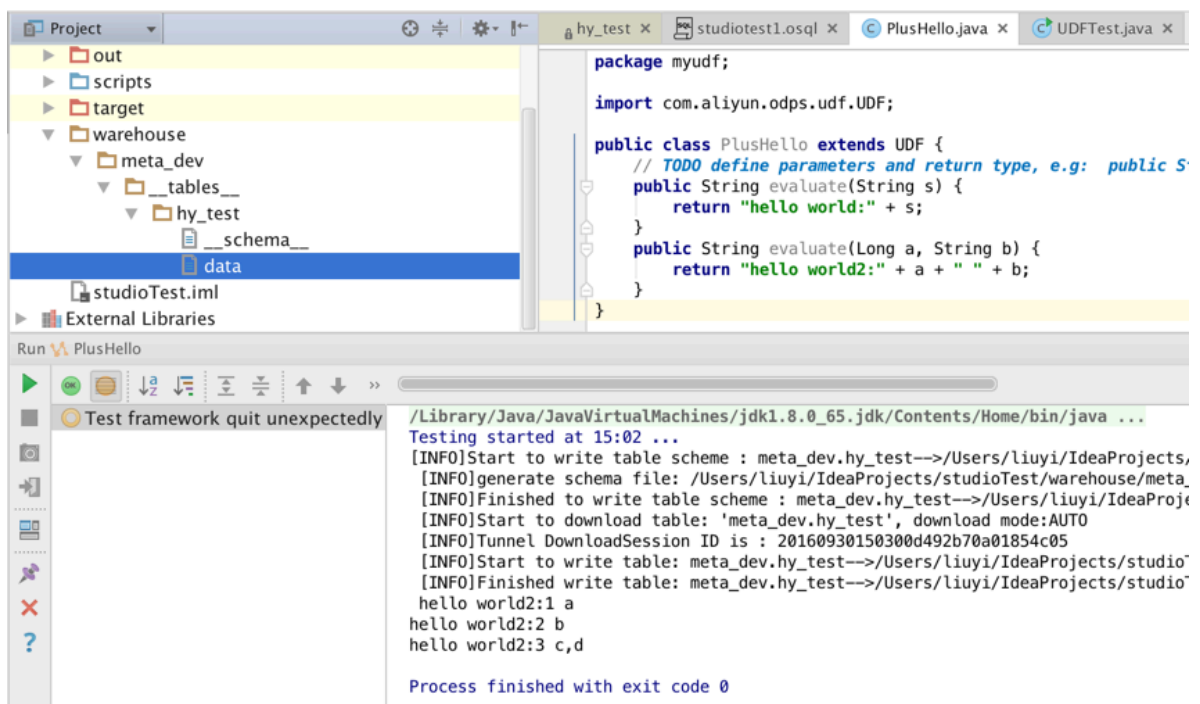 Project
hy_test
studiotest1.osql
PlusHello.java
UDFTest.java
out
scripts
target
warehouse
meta_dev
__tables__
hy_test
__schema__
data
studioTest.iml
External Libraries
package myudf;
import com.aliyun.odps.udf.UDF;
public class PlusHello extends UDF {
// TODO define parameters and return type, e.g:  public St
public String evaluate(String s) {
return "hello world:" + s;
}
public String evaluate(Long a, String b) {
return "hello world2:" + a + " " + b;
}
}
Run PlusHello
OK
Test framework quit unexpectedly
/Library/Java/JavaVirtualMachines/jdk1.8.0_65.jdk/Contents/Home/bin/java ...
Testing started at 15:02 ...
[INFO]Start to write table scheme : meta_dev.hy_test-->/Users/liuyi/IdeaProjects/
[INFO]generate schema file: /Users/liuyi/IdeaProjects/studioTest/warehouse/meta_
[INFO]Finished to write table scheme : meta_dev.hy_test-->/Users/liuyi/IdeaProje
[INFO]Start to download table: 'meta_dev.hy_test', download mode:AUTO
[INFO]Tunnel DownloadSession ID is : 20160930150300d492b70a01854c05
[INFO]Start to write table: meta_dev.hy_test-->/Users/liuyi/IdeaProjects/studioT
[INFO]Finished write table: meta_dev.hy_test-->/Users/liuyi/IdeaProjects/studioT
hello world2:1 a
hello world2:2 b
hello world2:3 c,d
Process finished with exit code 0